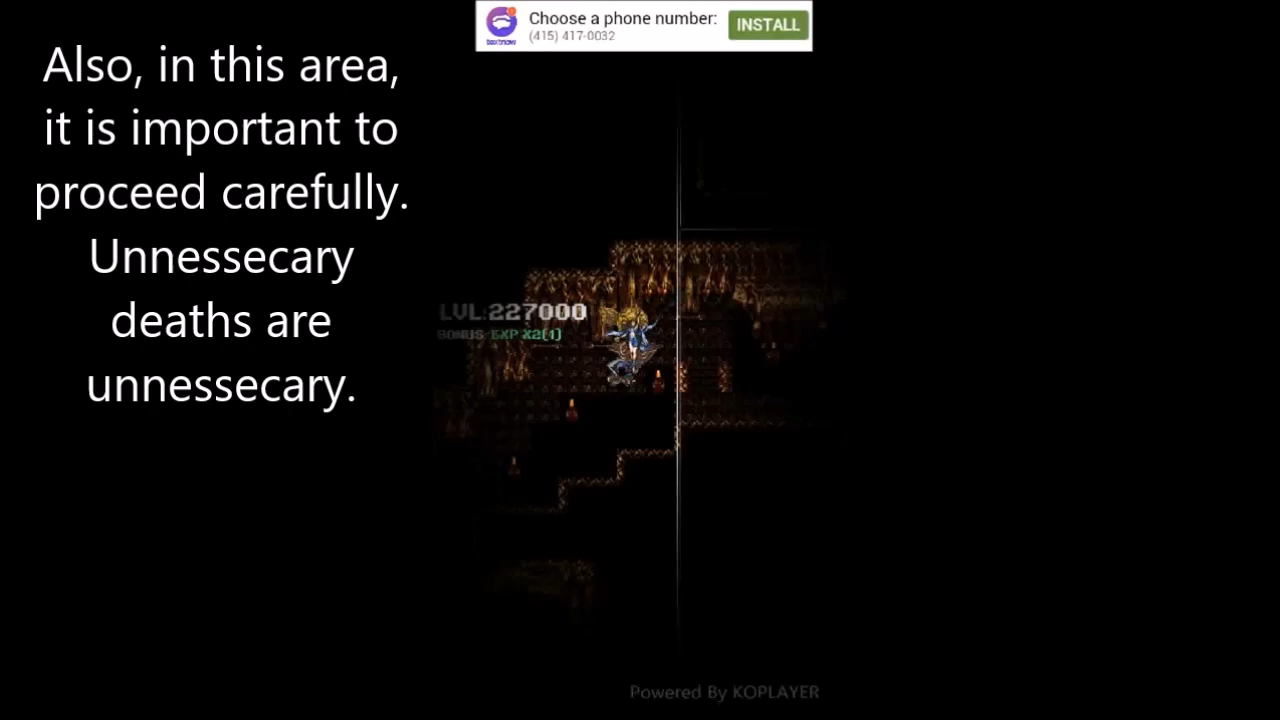 Choose a phone number:
(415) 417-0032
INSTALL
Also, in this area,
it is important to
proceed carefully.
Unnessecary
deaths are
unnessecary.
LVL:227000
BONUS: EXP X2[1]
Powered By KOPLAYER